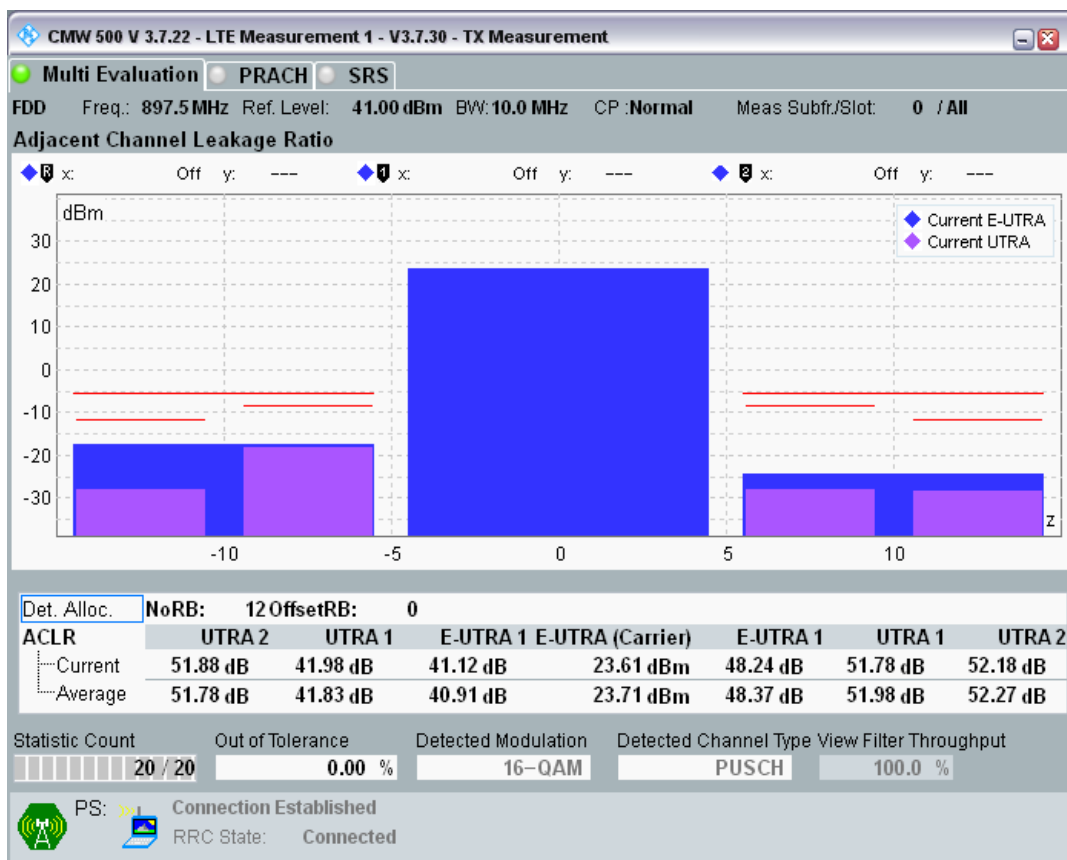 CMW 500 V 3.7.22 - LTE Measurement 1 - V3.7.30 - TX Measurement
Multi Evaluation PRACH SRS
FDD Freq.: 897.5 MHz Ref. Level: 41.00 dBm BW: 10.0 MHz CP :Normal Meas Subfr./Slot: 0 / All
Adjacent Channel Leakage Ratio
R x: Off y: --- 1 x: Off y: --- 2 x: Off y: ---
dBm
Current E-UTRA
Current UTRA
30
20
10
0
-10
-20
-30
z
-10 -5 0 5 10
Det. Alloc. NoRB: 12 OffsetRB: 0
ACLR UTRA 2 UTRA 1 E-UTRA 1 E-UTRA (Carrier) E-UTRA 1 UTRA 1 UTRA 2
Current 51.88 dB 41.98 dB 41.12 dB 23.61 dBm 48.24 dB 51.78 dB 52.18 dB
Average 51.78 dB 41.83 dB 40.91 dB 23.71 dBm 48.37 dB 51.98 dB 52.27 dB
Statistic Count Out of Tolerance Detected Modulation Detected Channel Type View Filter Throughput
20 / 20 0.00 % 16-QAM PUSCH 100.0 %
PS: Connection Established
RRC State: Connected